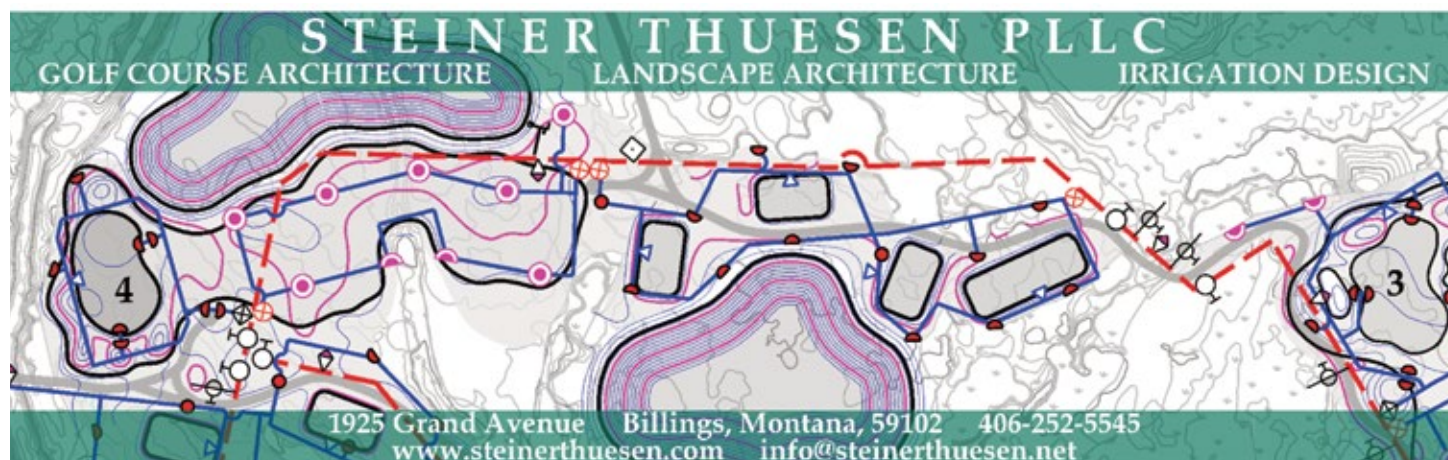 STEINER THUESEN PLLC
GOLF COURSE ARCHITECTURE LANDSCAPE ARCHITECTURE IRRIGATION DESIGN
4
3
1925 Grand Avenue Billings, Montana, 59102 406-252-5545
www.steinerthuesen.com info@steinerthuesen.net